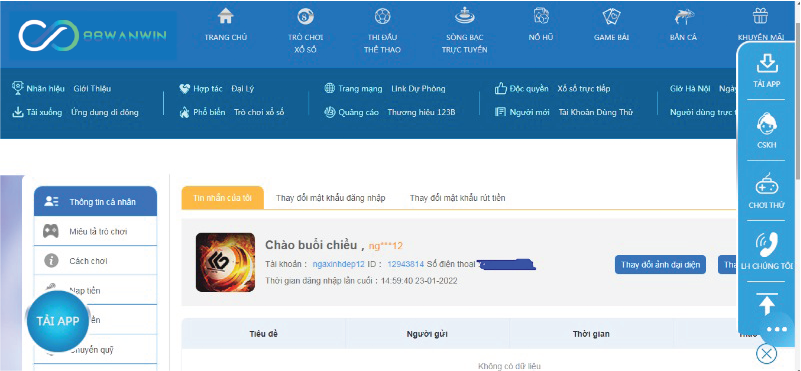 88WANWIN
TRANG CHỦ
TRÒ CHƠI
XỔ SỐ
THI ĐẤU
THỂ THAO
SÒNG BẠC
TRỰC TUYẾN
NỔ HŨ
GAME BÀI
BẮN CÁ
KHUYẾN MÃI
Nhãn hiệu Giới Thiệu
Hợp tác Đại Lý
Trang mạng Link Dự Phòng
Độc quyền Xổ số trực tiếp
Giờ Hà Nội Ngày
Tải xuống Ứng dụng di động
Phổ biến Trò chơi xổ số
Quảng cáo Thương hiệu 123B
Người mới Tài Khoản Dùng Thử
Người dùng trực
TẢI APP
CSKH
CHƠI THỬ
LH CHÚNG TÔI
Thông tin cá nhân
Miêu tả trò chơi
Cách chơi
Nạp tiền
Chuyển quỹ
TẢI APP
Tin nhắn của tôi
Thay đổi mật khẩu đăng nhập
Thay đổi mật khẩu rút tiền
Chào buổi chiều , ng***12
Tài khoản : ngaxinhdep12 ID : 12943814 Số điện thoại
Thời gian đăng nhập lần cuối : 14:59:40 23-01-2022
Thay đổi ảnh đại diện
Tha
Tiêu đề
Người gửi
Thời gian
Không có dữ liệu